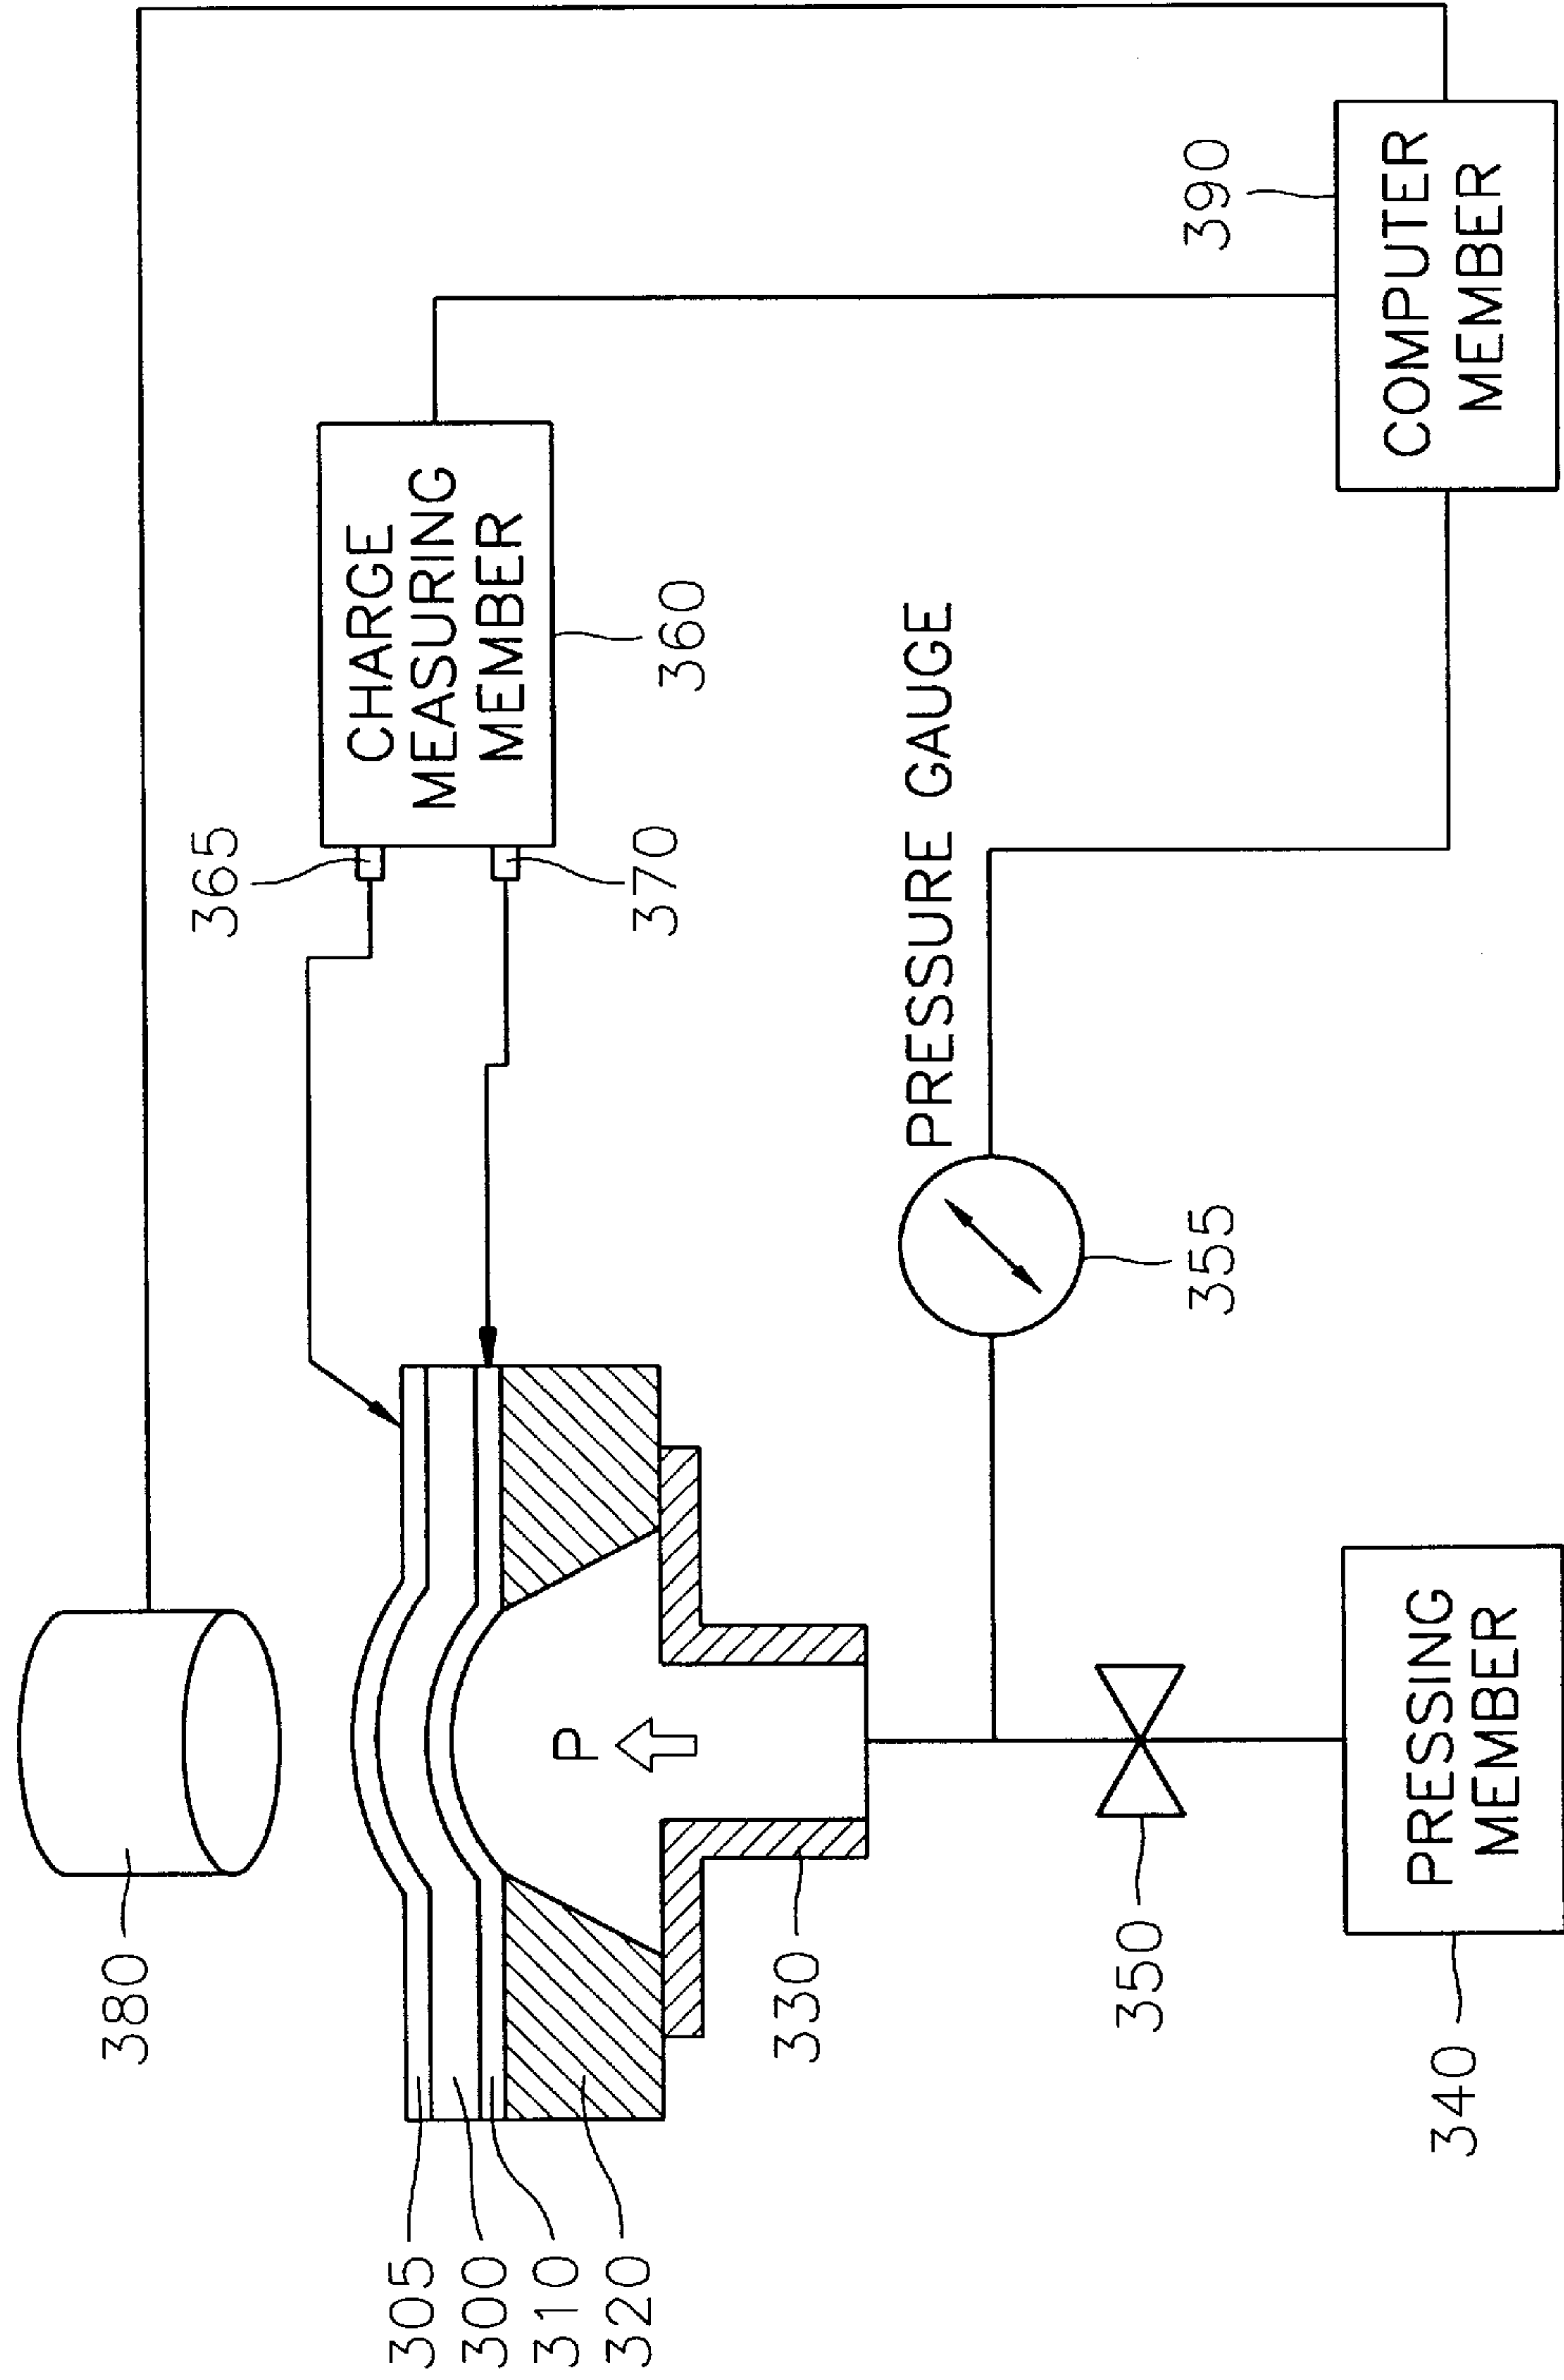 380
305
300
310
320
P
330
350
340
PRESSING
MEMBER
365
370
CHARGE
MEASURING
MEMBER
360
PRESSURE GAUGE
355
390
COMPUTER
MEMBER